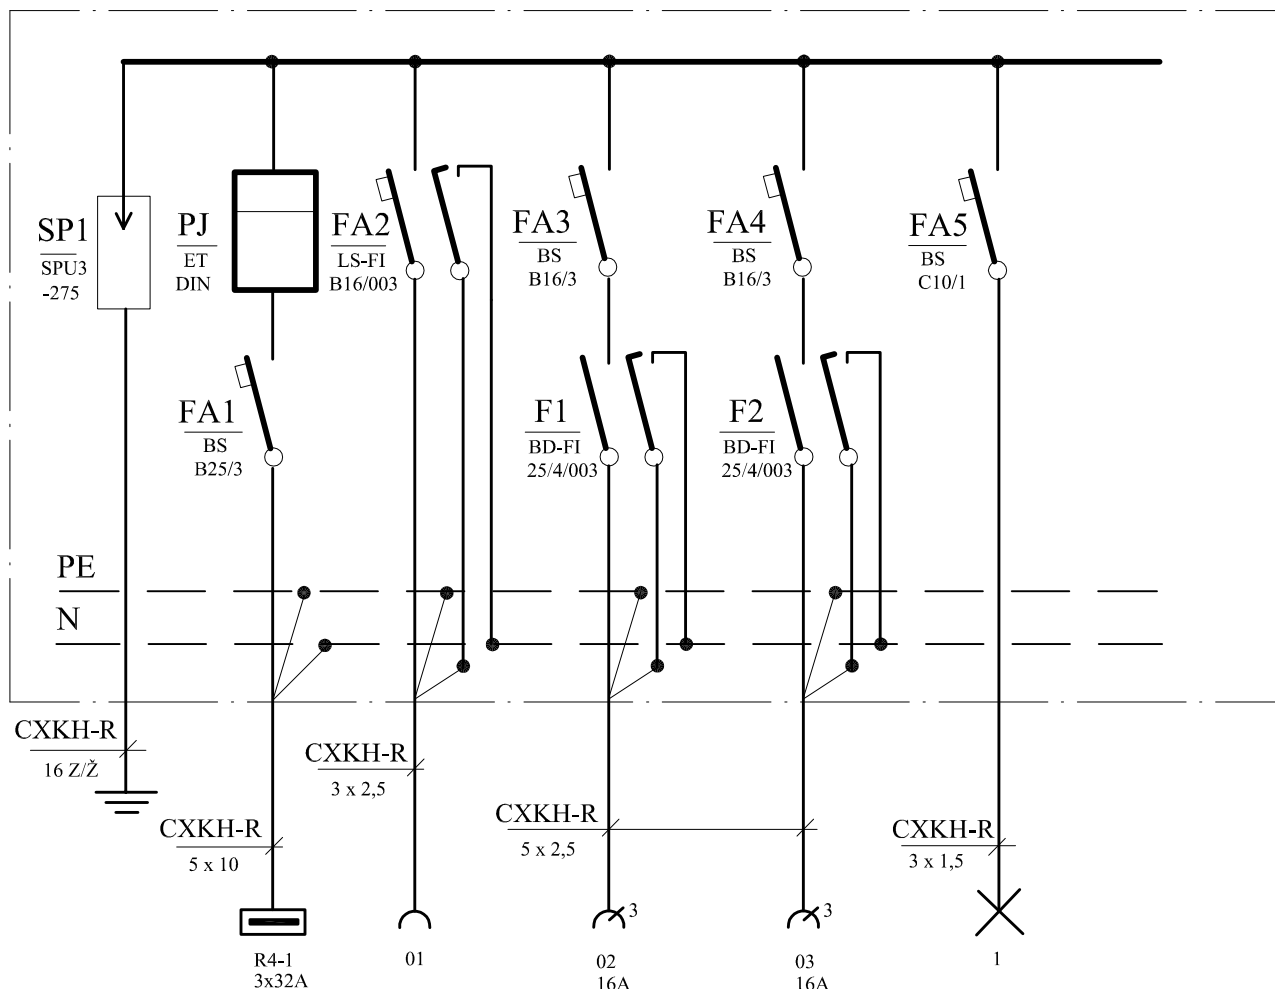 SP1
SPU3
-275
PJ
ET
DIN
FA2
LS-FI
B16/003
FA3
BS
B16/3
FA4
BS
B16/3
FA5
BS
C10/1
FA1
BS
B25/3
F1
BD-FI
25/4/003
F2
BD-FI
25/4/003
PE
N
CXKH-R
16 Z/Ž
CXKH-R
3 x 2,5
CXKH-R
5 x 10
CXKH-R
5 x 2,5
CXKH-R
3 x 1,5
R4-1
3x32A
01
3
02
16A
3
03
16A
1